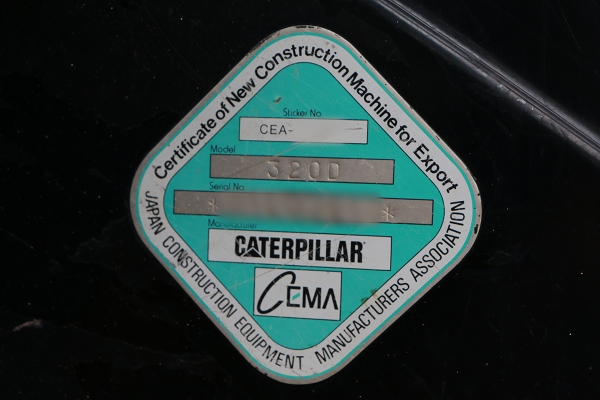 Certificate of New Construction Machine for Export
Sticker No
CEA-
Model
320D
Serial No
* *
Manufacturer
CATERPILLAR
CEMA
JAPAN CONSTRUCTION EQUIPMENT MANUFACTURERS ASSOCIATION